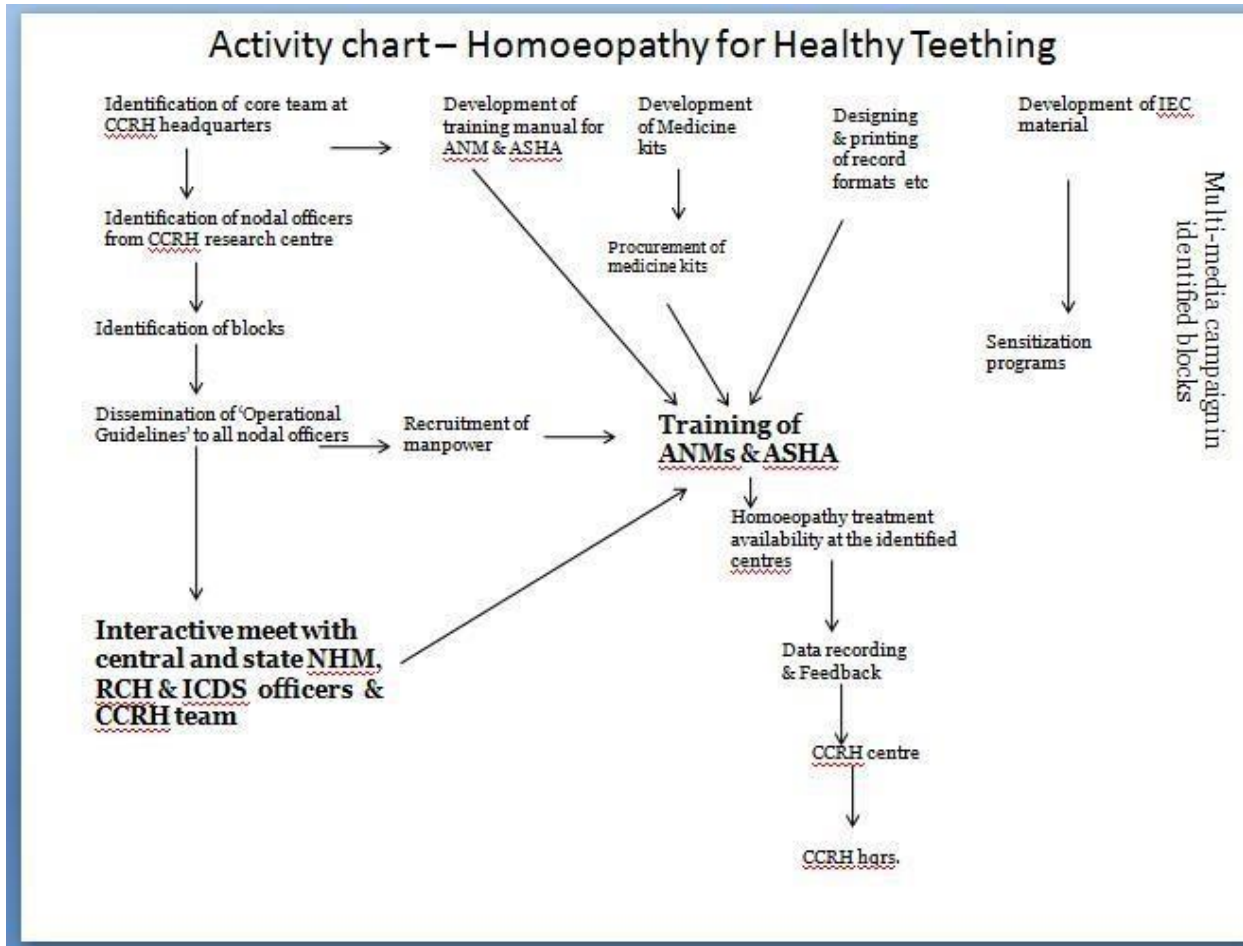 Activity chart – Homoeopathy for Healthy Teething
Identification of core team at
CCRH headquarters
Development of
training manual for
ANM & ASHA
Development
of Medicine
kits
Designing
& printing
of record
formats etc
Development of IEC
material
Multi-media campaign in
identified blocks
Identification of nodal officers
from CCRH research centre
Procurement of
medicine kits
Identification of blocks
Sensitization
programs
Dissemination of 'Operational
Guidelines' to all nodal officers
Recruitment of
manpower
Training of
ANMs & ASHA
Homoeopathy treatment
availability at the identified
centres
Interactive meet with
central and state NHM,
RCH & ICDS officers &
CCRH team
Data recording
& Feedback
CCRH centre
CCRH hqrs.